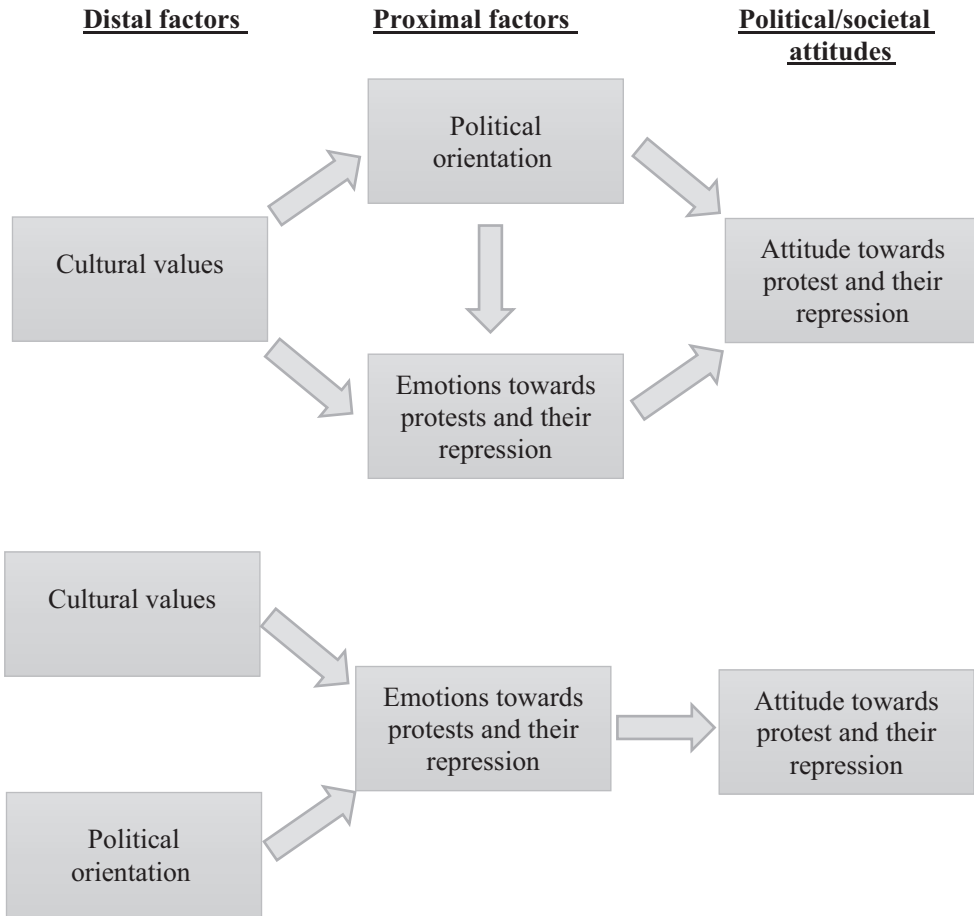 Distal factors
Proximal factors
Political/societal
attitudes
Political
orientation
Cultural values
Attitude towards
protest and their
repression
Emotions towards
protests and their
repression
Cultural values
Emotions towards
protests and their
repression
Attitude towards
protest and their
repression
Political
orientation